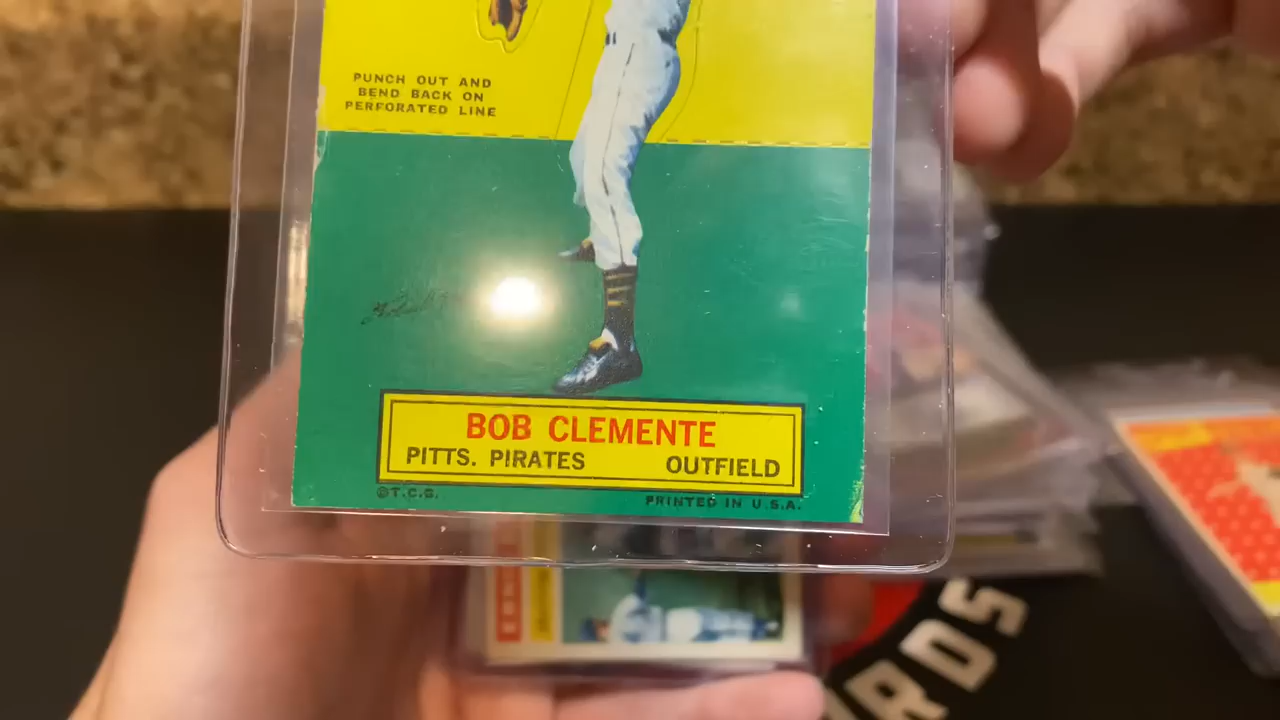 PUNCH OUT AND
BEND BACK ON
PERFORATED LINE
BOB CLEMENTE
PITTS. PIRATES OUTFIELD
©T.C.G. PRINTED IN U.S.A.
RDS